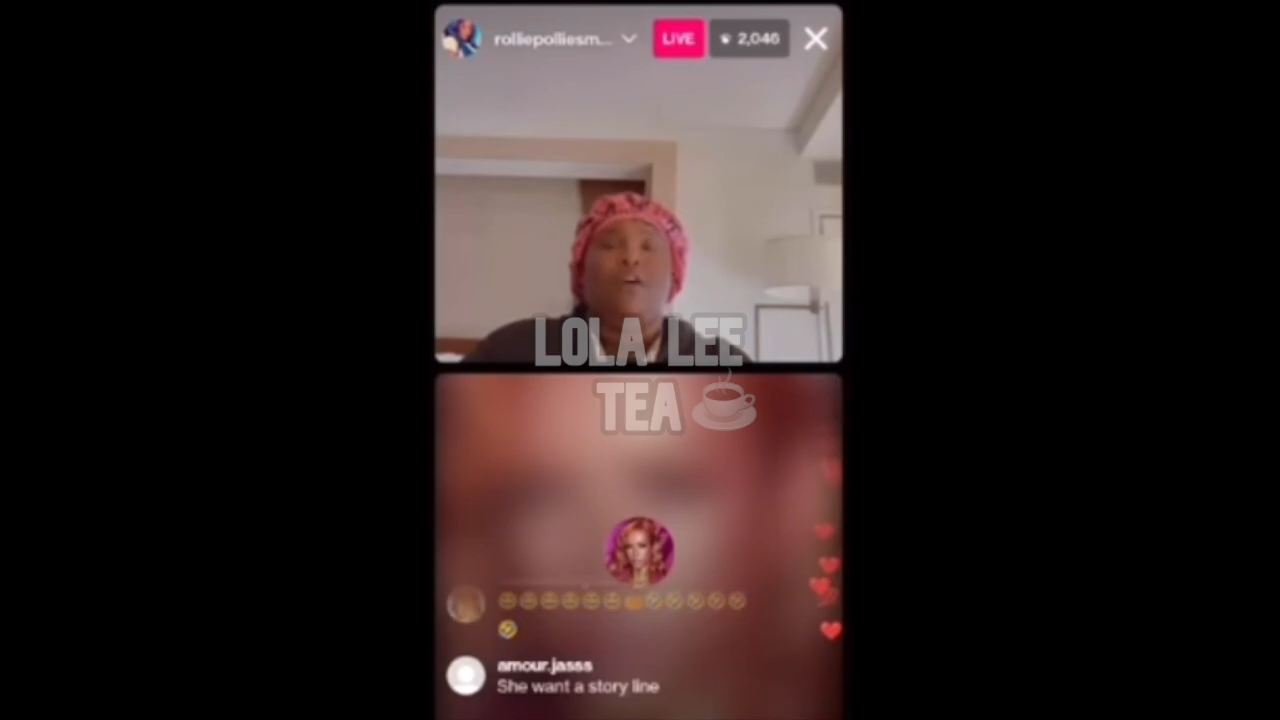 rolliepolliesm...
LIVE
2,046
LOLA LEE
TEA
amour.jasss
She want a story line